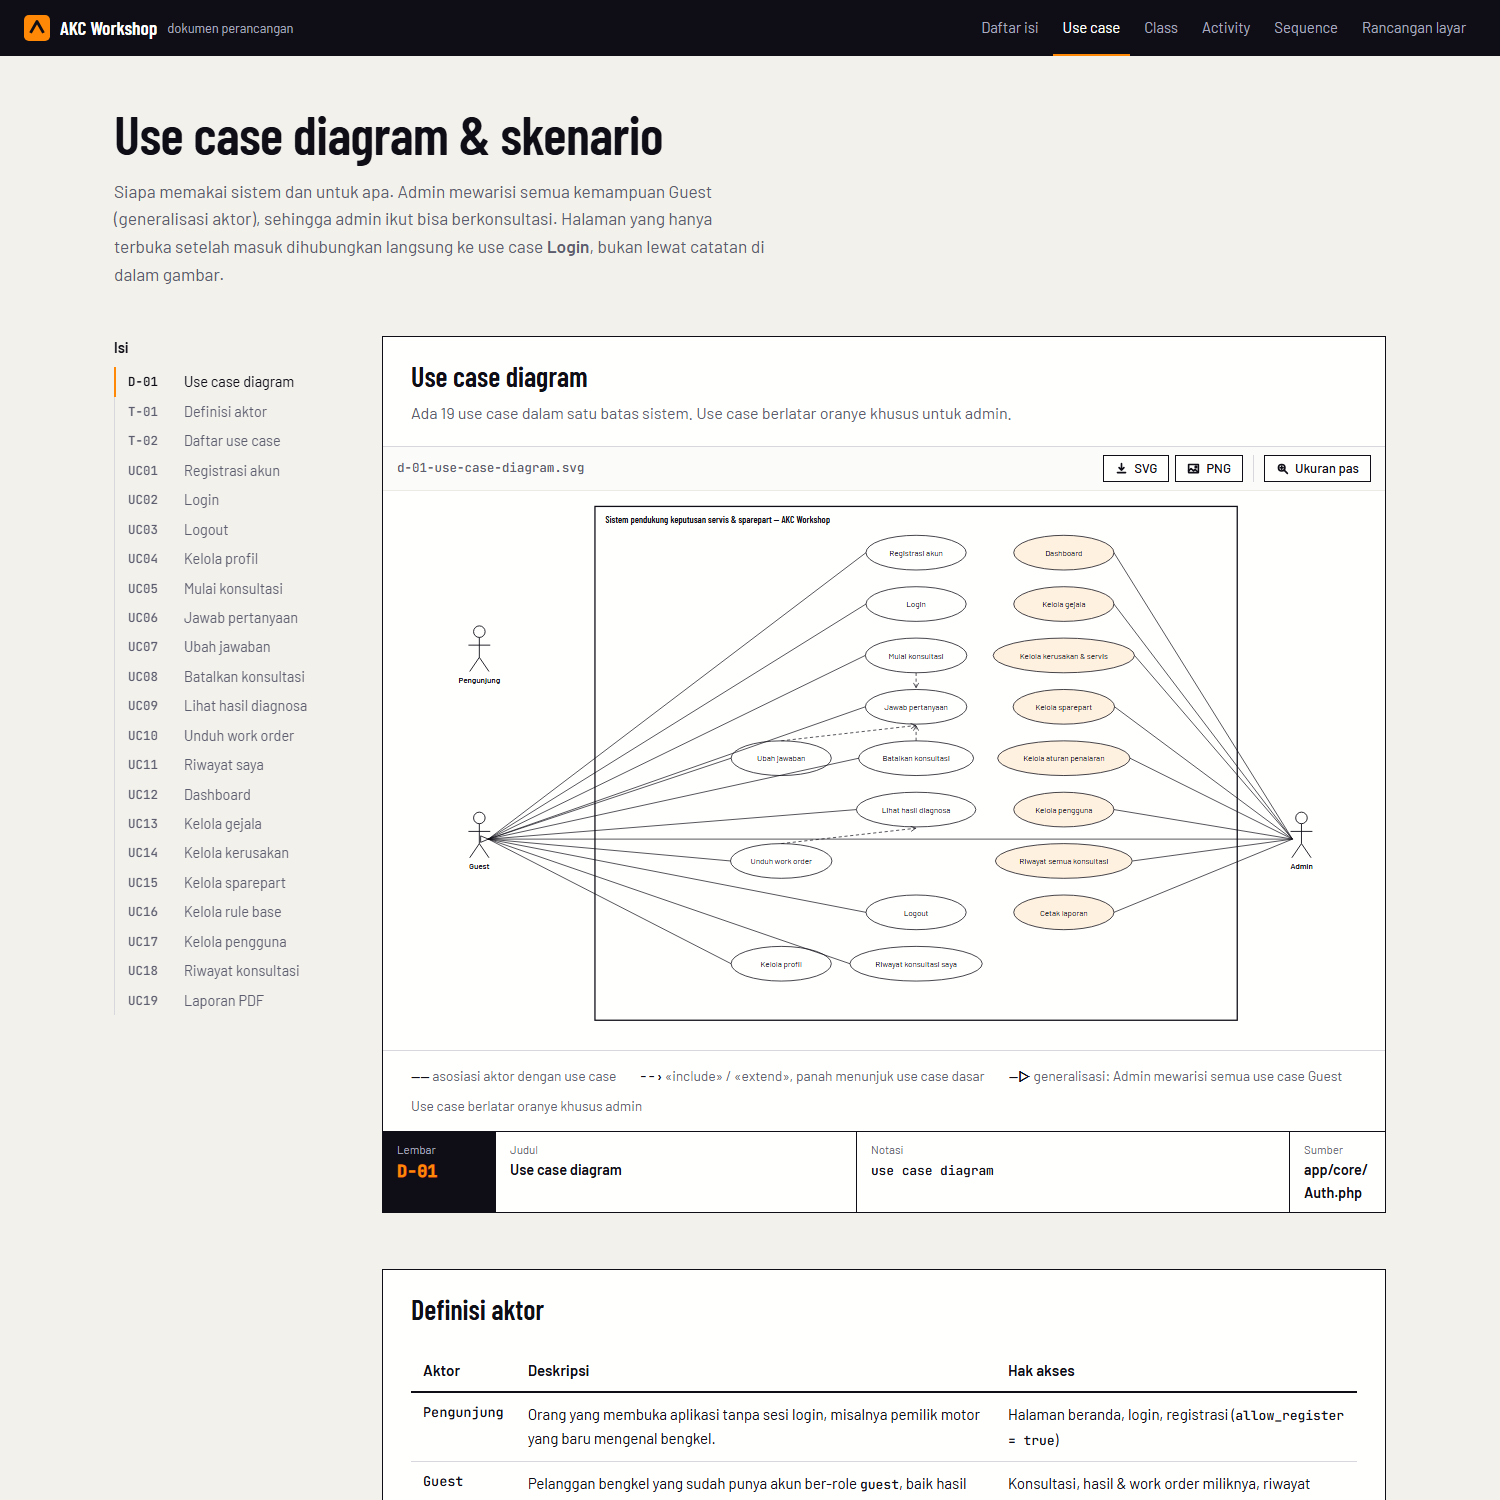 AKC Workshop dokumen perancangan
Daftar isi Use case Class Activity Sequence Rancangan layar
Use case diagram & skenario
Siapa memakai sistem dan untuk apa. Admin mewarisi semua kemampuan Guest
(generalisasi aktor), sehingga admin ikut bisa berkonsultasi. Halaman yang hanya
terbuka setelah masuk dihubungkan langsung ke use case Login, bukan lewat catatan di
dalam gambar.
Isi
D-01 Use case diagram
T-01 Definisi aktor
T-02 Daftar use case
UC01 Registrasi akun
UC02 Login
UC03 Logout
UC04 Kelola profil
UC05 Mulai konsultasi
UC06 Jawab pertanyaan
UC07 Ubah jawaban
UC08 Batalkan konsultasi
UC09 Lihat hasil diagnosa
UC10 Unduh work order
UC11 Riwayat saya
UC12 Dashboard
UC13 Kelola gejala
UC14 Kelola kerusakan
UC15 Kelola sparepart
UC16 Kelola rule base
UC17 Kelola pengguna
UC18 Riwayat konsultasi
UC19 Laporan PDF
Use case diagram
Ada 19 use case dalam satu batas sistem. Use case berlatar oranye khusus untuk admin.
d-01-use-case-diagram.svg
SVG PNG Ukuran pas
Sistem pendukung keputusan servis & sparepart — AKC Workshop
Registrasi akun Dashboard
Login Kelola gejala
Mulai konsultasi Kelola kerusakan & servis
Pengunjung
Jawab pertanyaan Kelola sparepart
Ubah jawaban Batalkan konsultasi Kelola aturan penalaran
Lihat hasil diagnosa Kelola pengguna
Guest Unduh work order Riwayat semua konsultasi Admin
Logout Cetak laporan
Kelola profil Riwayat konsultasi saya
asosiasi aktor dengan use case «include» / «extend», panah menunjuk use case dasar generalisasi: Admin mewarisi semua use case Guest
Use case berlatar oranye khusus admin
Lembar Judul Notasi Sumber
D-01 Use case diagram use case diagram app/core/
Auth.php
Definisi aktor
Aktor Deskripsi Hak akses
Pengunjung Orang yang membuka aplikasi tanpa sesi login, misalnya pemilik motor Halaman beranda, login, registrasi (allow_register
yang baru mengenal bengkel. = true)
Guest Pelanggan bengkel yang sudah punya akun ber-role guest, baik hasil Konsultasi, hasil & work order miliknya, riwayat